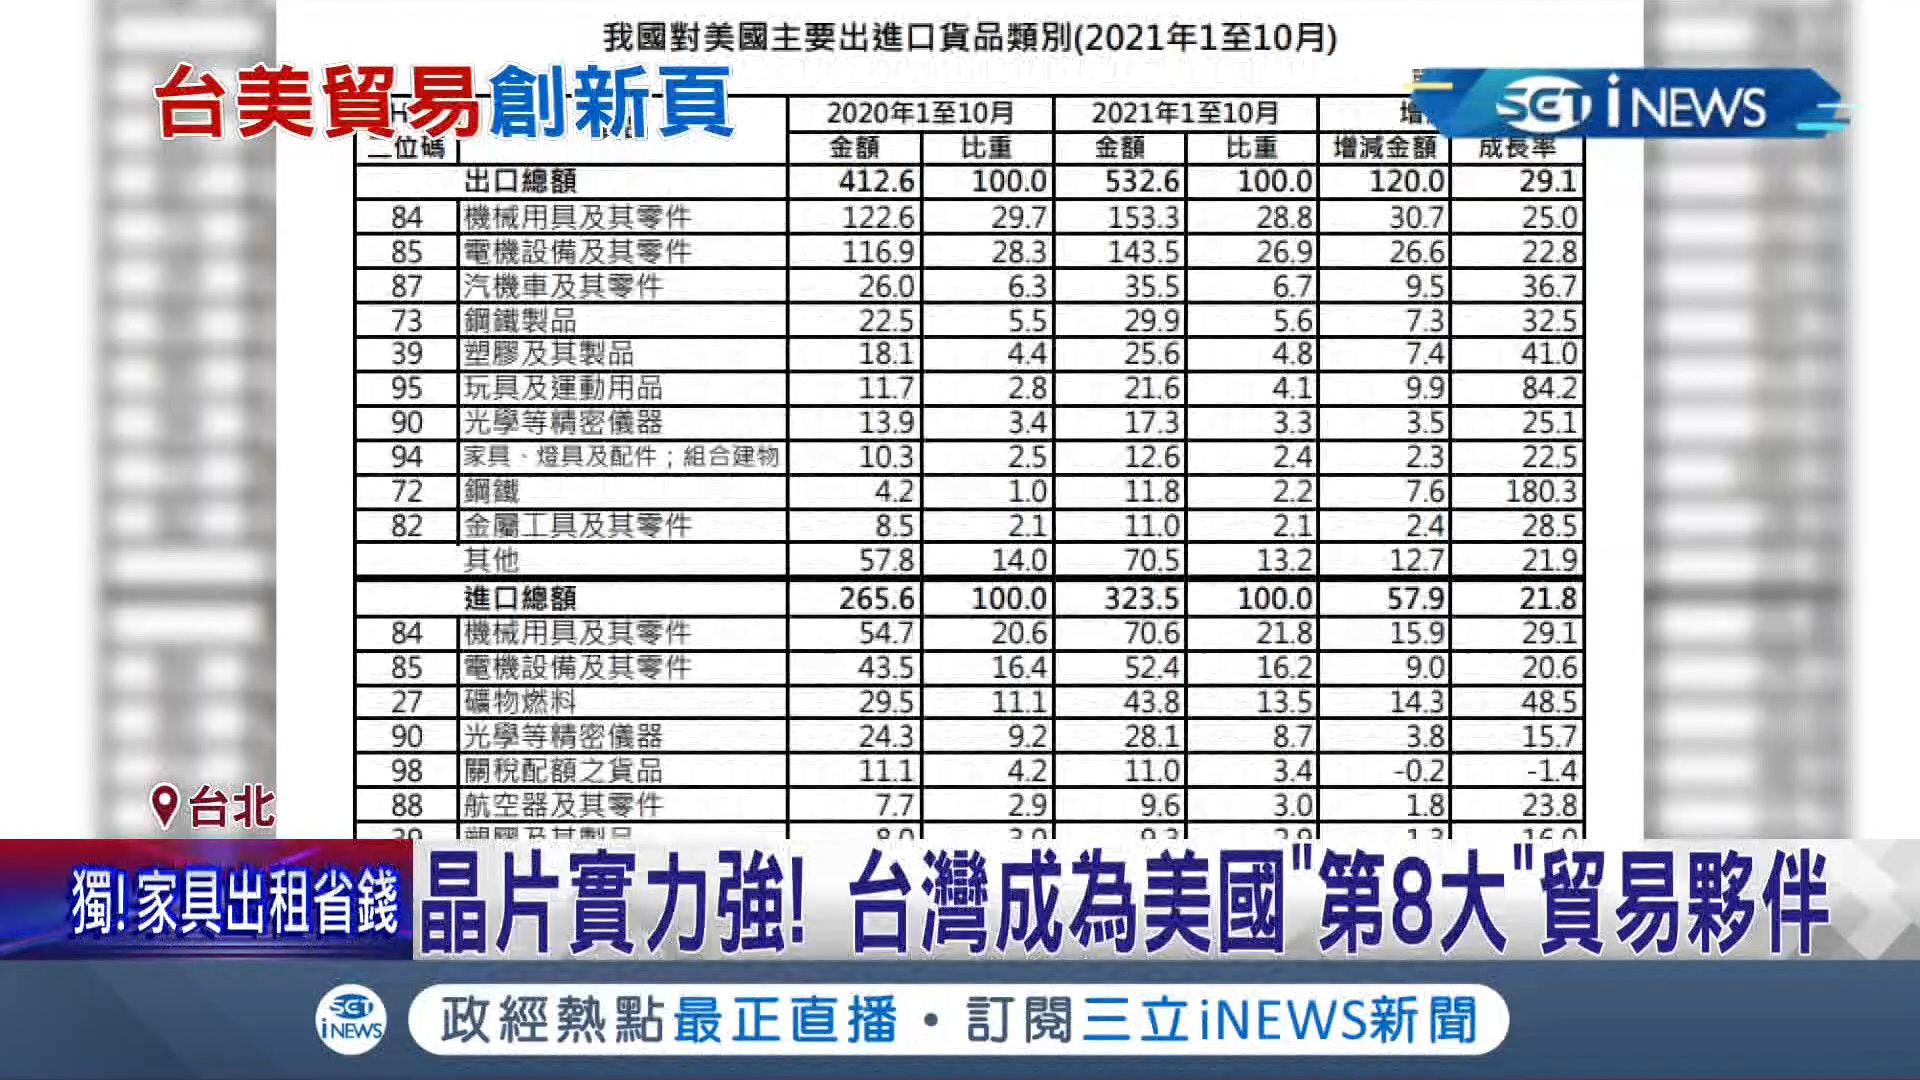 我國對美國主要出進口貨品類別(2021年1至10月)
台美貿易創新頁
SET iNEWS
2020年1至10月 2021年1至10月
二位碼 金額 比重 金額 比重 增減金額 成長率
出口總額 412.6 100.0 532.6 100.0 120.0 29.1
84 機械用具及其零件 122.6 29.7 153.3 28.8 30.7 25.0
85 電機設備及其零件 116.9 28.3 143.5 26.9 26.6 22.8
87 汽機車及其零件 26.0 6.3 35.5 6.7 9.5 36.7
73 鋼鐵製品 22.5 5.5 29.9 5.6 7.3 32.5
39 塑膠及其製品 18.1 4.4 25.6 4.8 7.4 41.0
95 玩具及運動用品 11.7 2.8 21.6 4.1 9.9 84.2
90 光學等精密儀器 13.9 3.4 17.3 3.3 3.5 25.1
94 家具、燈具及配件；組合建物 10.3 2.5 12.6 2.4 2.3 22.5
72 鋼鐵 4.2 1.0 11.8 2.2 7.6 180.3
82 金屬工具及其零件 8.5 2.1 11.0 2.1 2.4 28.5
其他 57.8 14.0 70.5 13.2 12.7 21.9
進口總額 265.6 100.0 323.5 100.0 57.9 21.8
84 機械用具及其零件 54.7 20.6 70.6 21.8 15.9 29.1
85 電機設備及其零件 43.5 16.4 52.4 16.2 9.0 20.6
27 礦物燃料 29.5 11.1 43.8 13.5 14.3 48.5
90 光學等精密儀器 24.3 9.2 28.1 8.7 3.8 15.7
98 關稅配額之貨品 11.1 4.2 11.0 3.4 -0.2 -1.4
88 航空器及其零件 7.7 2.9 9.6 3.0 1.8 23.8
台北
獨!家具出租省錢
晶片實力強! 台灣成為美國"第8大"貿易夥伴
SET iNEWS
政經熱點最正直播・訂閱三立iNEWS新聞